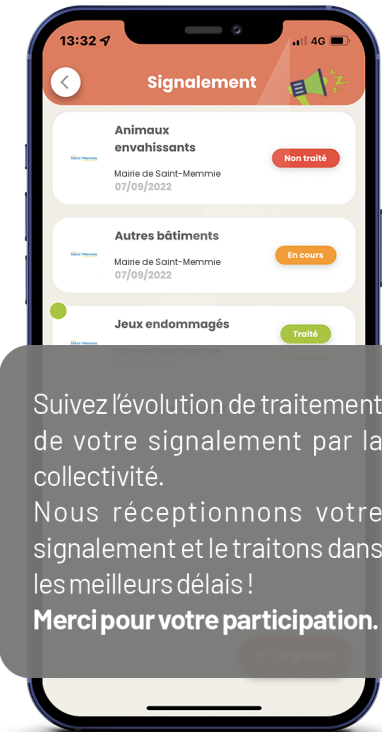 13:32
4G
Signalement
Animaux
envahissants
Non traité
Mairie de Saint-Memmie
07/09/2022
Autres bâtiments
En cours
Mairie de Saint-Memmie
07/09/2022
Jeux endommagés
Traité
Suivez l'évolution de traitement
de votre signalement par la
collectivité.
Nous réceptionnons votre
signalement et le traitons dans
les meilleurs délais !
Merci pour votre participation.
+ Signaler